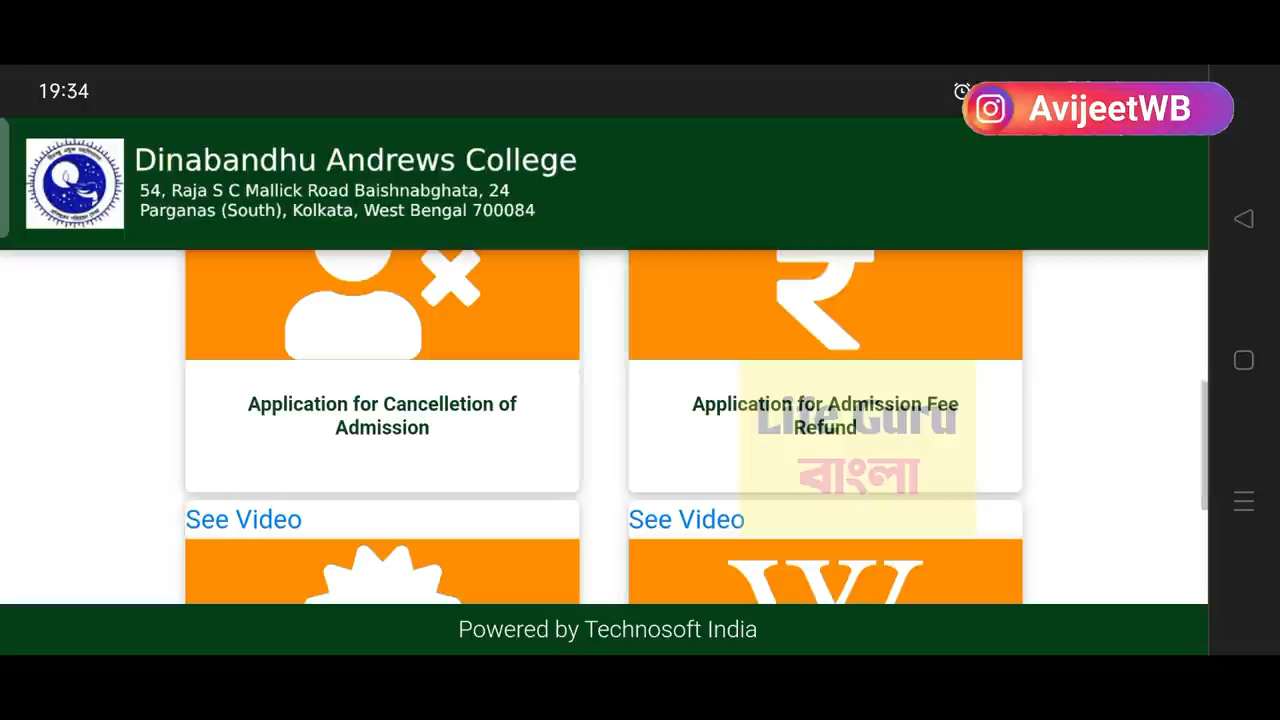 19:34
AvijeetWB
Dinabandhu Andrews College
54, Raja S C Mallick Road Baishnabghata, 24
Parganas (South), Kolkata, West Bengal 700084
Application for Cancelletion of
Admission
Application for Admission Fee
Refund
Life Guru
বাংলা
See Video
See Video
W
Powered by Technosoft India